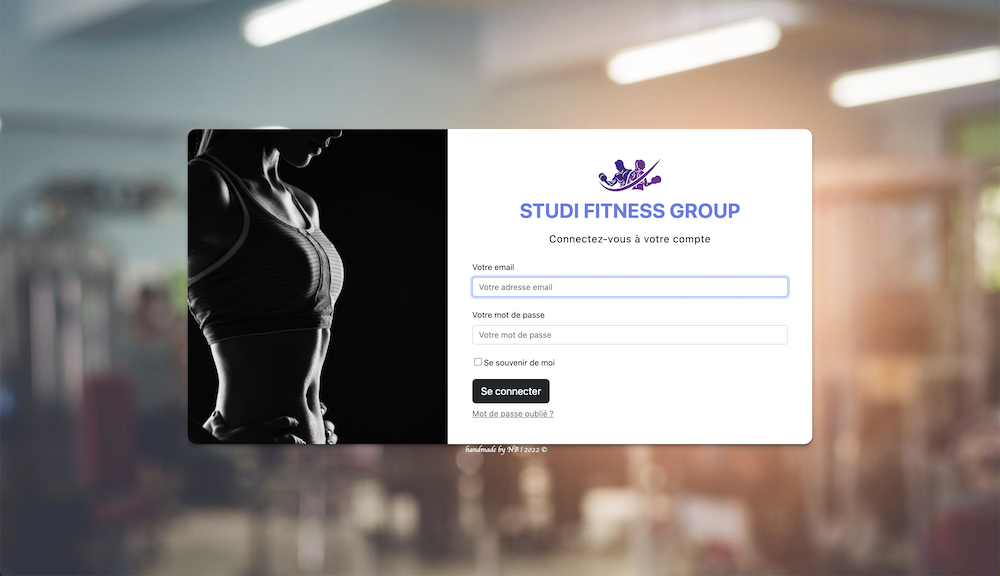 STUDI FITNESS GROUP
Connectez-vous à votre compte
Votre email
Votre adresse email
Votre mot de passe
Votre mot de passe
Se souvenir de moi
Se connecter
Mot de passe oublié ?
handmade by NB | 2022 ©